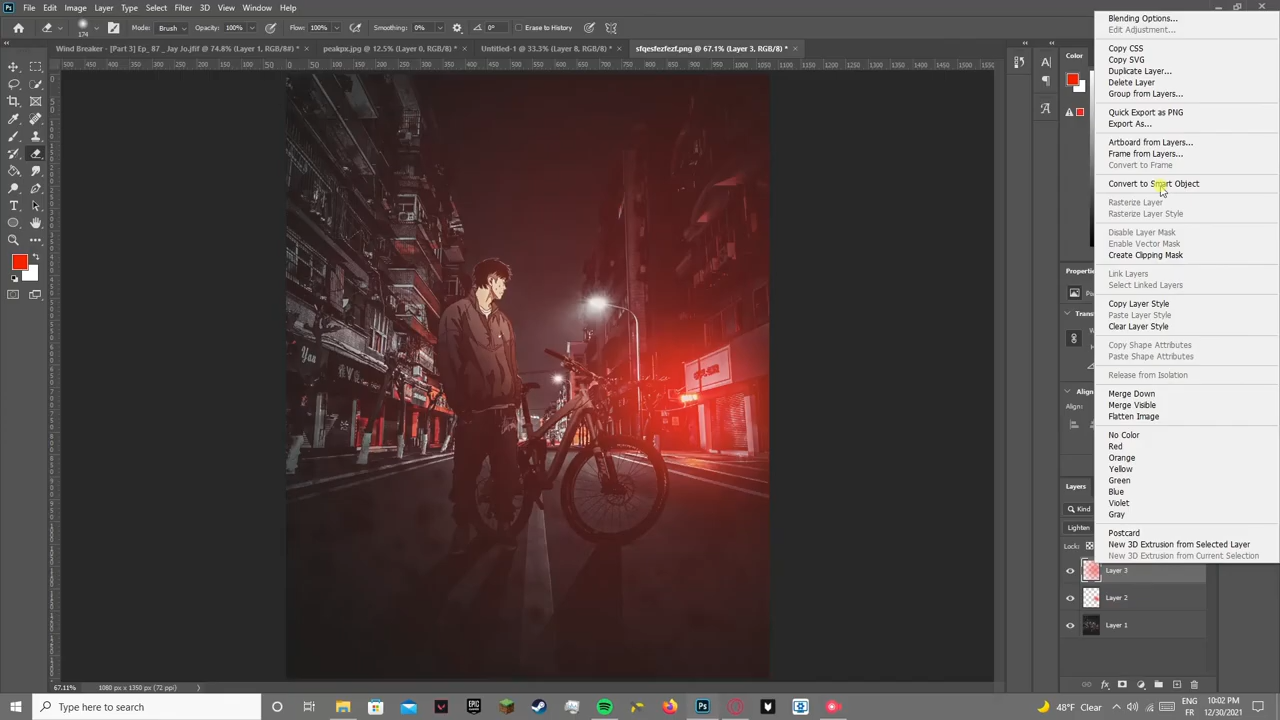 File Edit Image Layer Type Select Filter 3D View Window Help
174 Mode: Brush Opacity: 100% Flow: 100% Smoothing: 0% 0° Erase to History
Wind Breaker - [Part 3] Ep_ 87 _ Jay Jo.jfif @ 74.8% (Layer 1, RGB/8#) * × peakpx.jpg @ 12.5% (Layer 0, RGB/8*) * × Untitled-1 @ 33.3% (Layer 8, RGB/8*) * × sfqesfezfezf.png @ 67.1% (Layer 3, RGB/8) * ×
Color
Blending Options...
Edit Adjustment...
Copy CSS
Copy SVG
Duplicate Layer...
Delete Layer
Group from Layers...
Quick Export as PNG
Export As...
Artboard from Layers...
Frame from Layers...
Convert to Frame
Convert to Smart Object
Rasterize Layer
Rasterize Layer Style
Disable Layer Mask
Enable Vector Mask
Create Clipping Mask
Link Layers
Select Linked Layers
Copy Layer Style
Paste Layer Style
Clear Layer Style
Copy Shape Attributes
Paste Shape Attributes
Release from Isolation
Merge Down
Merge Visible
Flatten Image
No Color
Red
Orange
Yellow
Green
Blue
Violet
Gray
Postcard
New 3D Extrusion from Selected Layer
New 3D Extrusion from Current Selection
Layers
Kind
Lighten
Lock:
Layer 3
Layer 2
Layer 1
67.11% 1080 px x 1350 px (72 ppi)
Type here to search
48°F Clear
ENG
FR
10:02 PM
12/30/2021